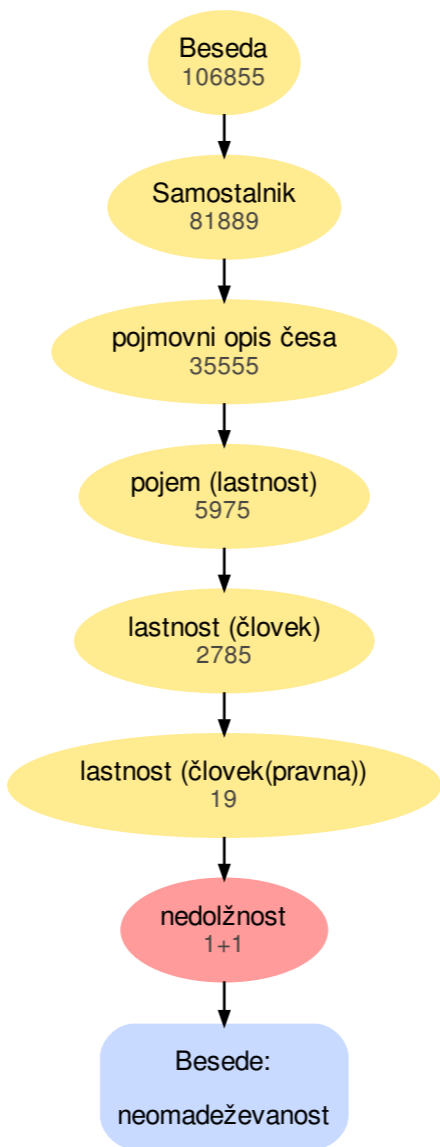 Beseda
106855
Samostalnik
81889
pojmovni opis česa
35555
pojem (lastnost)
5975
lastnost (človek)
2785
lastnost (človek(pravna))
19
nedolžnost
1+1
Besede:
neomadeževanost